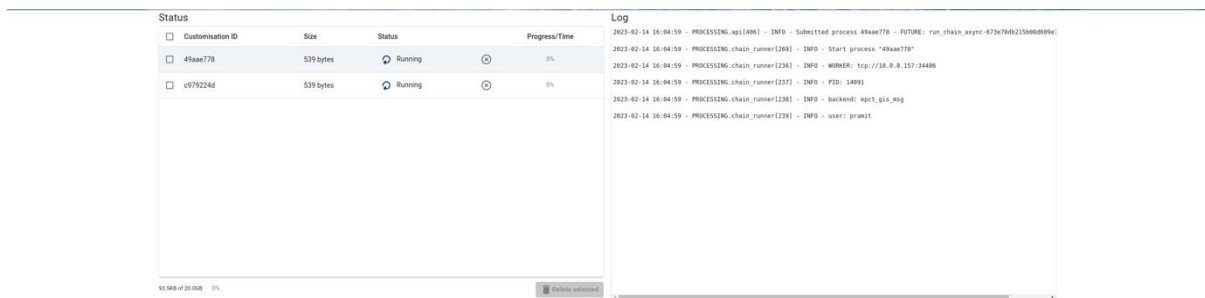 Status
Customisation ID Size Status Progress/Time
49aae778 539 bytes Running 0%
c979224d 539 bytes Running 0%
93.5KB of 20.0GB 0%
Delete selected
Log
2023-02-14 16:04:59 - PROCESSING.api[406] - INFO - Submitted process 49aae778 - FUTURE: run_chain_async-673e70db215b08d609e
2023-02-14 16:04:59 - PROCESSING.chain_runner[269] - INFO - Start process "49aae778"
2023-02-14 16:04:59 - PROCESSING.chain_runner[236] - INFO - WORKER: tcp://10.0.8.157:34486
2023-02-14 16:04:59 - PROCESSING.chain_runner[237] - INFO - PID: 14091
2023-02-14 16:04:59 - PROCESSING.chain_runner[238] - INFO - backend: epct_gis_msg
2023-02-14 16:04:59 - PROCESSING.chain_runner[239] - INFO - user: pramit